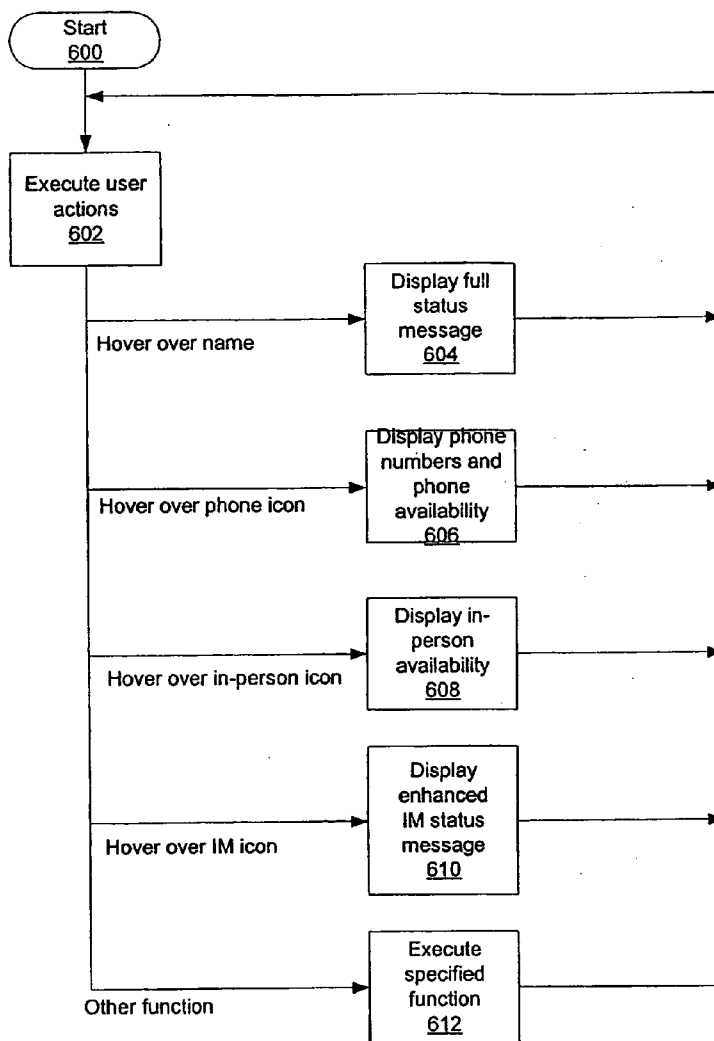 Start
600
Execute user
actions
602
Display full
status
message
604
Hover over name
Display phone
numbers and
phone
availability
606
Hover over phone icon
Display in-
person
availability
608
Hover over in-person icon
Display
enhanced
IM status
message
610
Hover over IM icon
Execute
specified
function
612
Other function